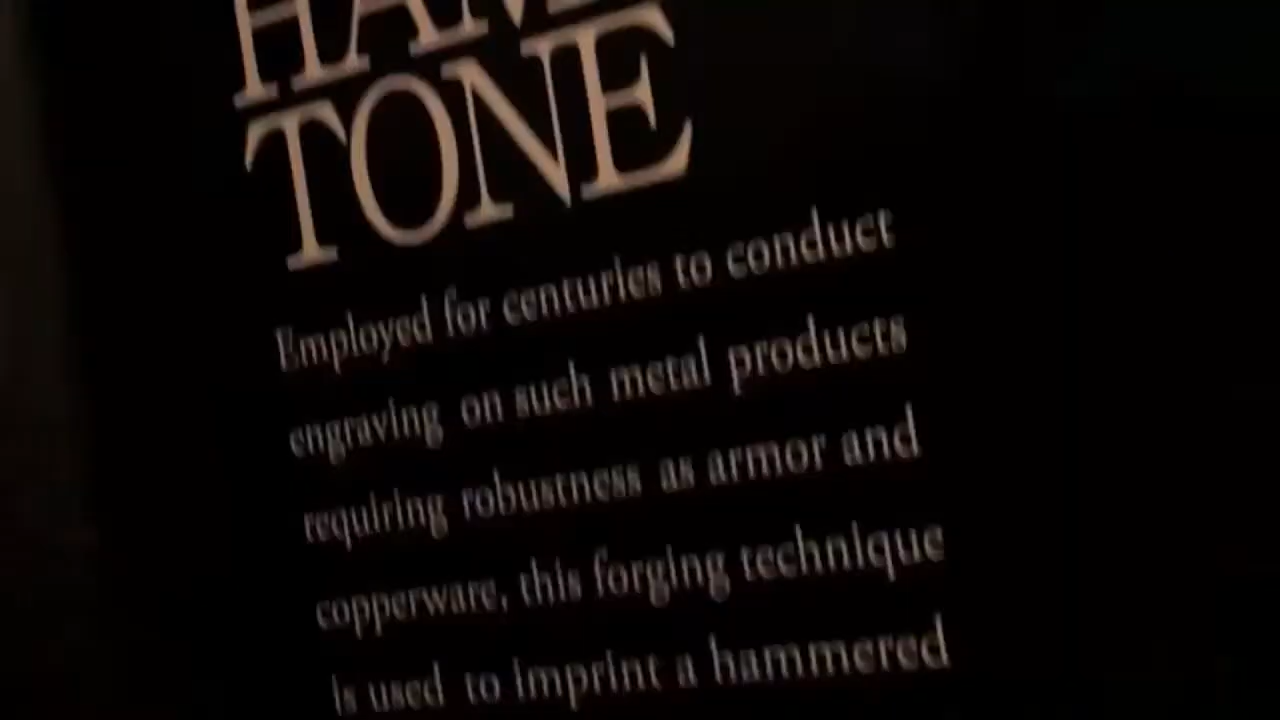 HAM
TONE
Employed for centuries to conduct
engraving on such metal products
requiring robustness as armor and
copperware, this forging technique
is used to imprint a hammered